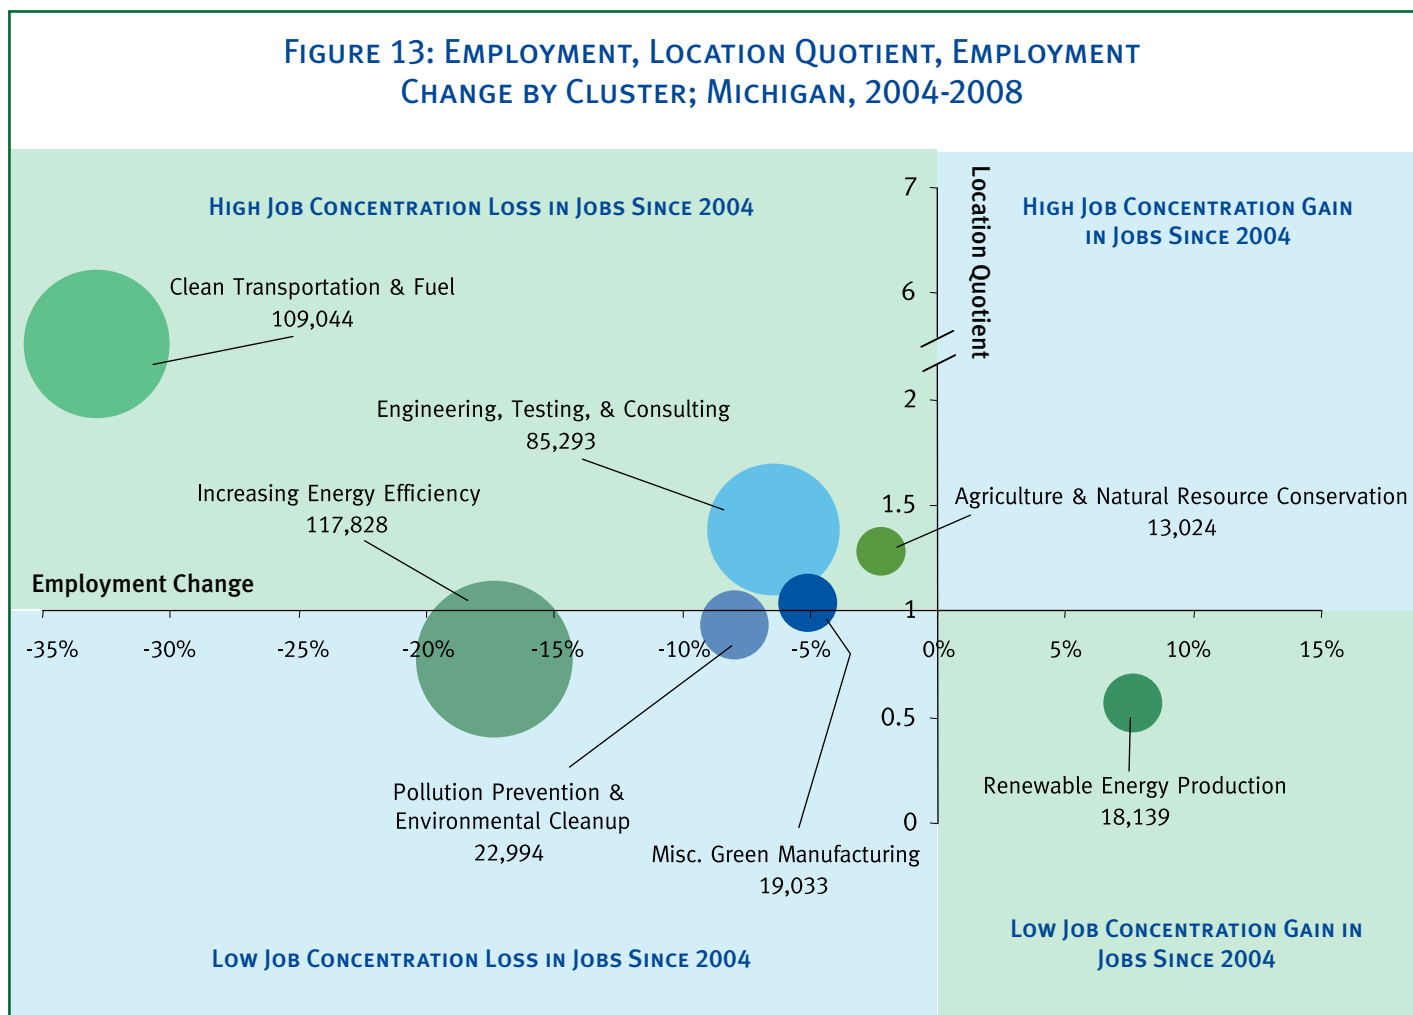 Figure 13: Employment, Location Quotient, Employment
Change by Cluster; Michigan, 2004-2008
High Job Concentration Loss in Jobs Since 2004
High Job Concentration Gain
in Jobs Since 2004
Location Quotient
7
6
2
1.5
1
0.5
0
Clean Transportation & Fuel
109,044
Engineering, Testing, & Consulting
85,293
Increasing Energy Efficiency
117,828
Agriculture & Natural Resource Conservation
13,024
Employment Change
-35%
-30%
-25%
-20%
-15%
-10%
-5%
0%
5%
10%
15%
Pollution Prevention &
Environmental Cleanup
22,994
Misc. Green Manufacturing
19,033
Renewable Energy Production
18,139
Low Job Concentration Loss in Jobs Since 2004
Low Job Concentration Gain in
Jobs Since 2004